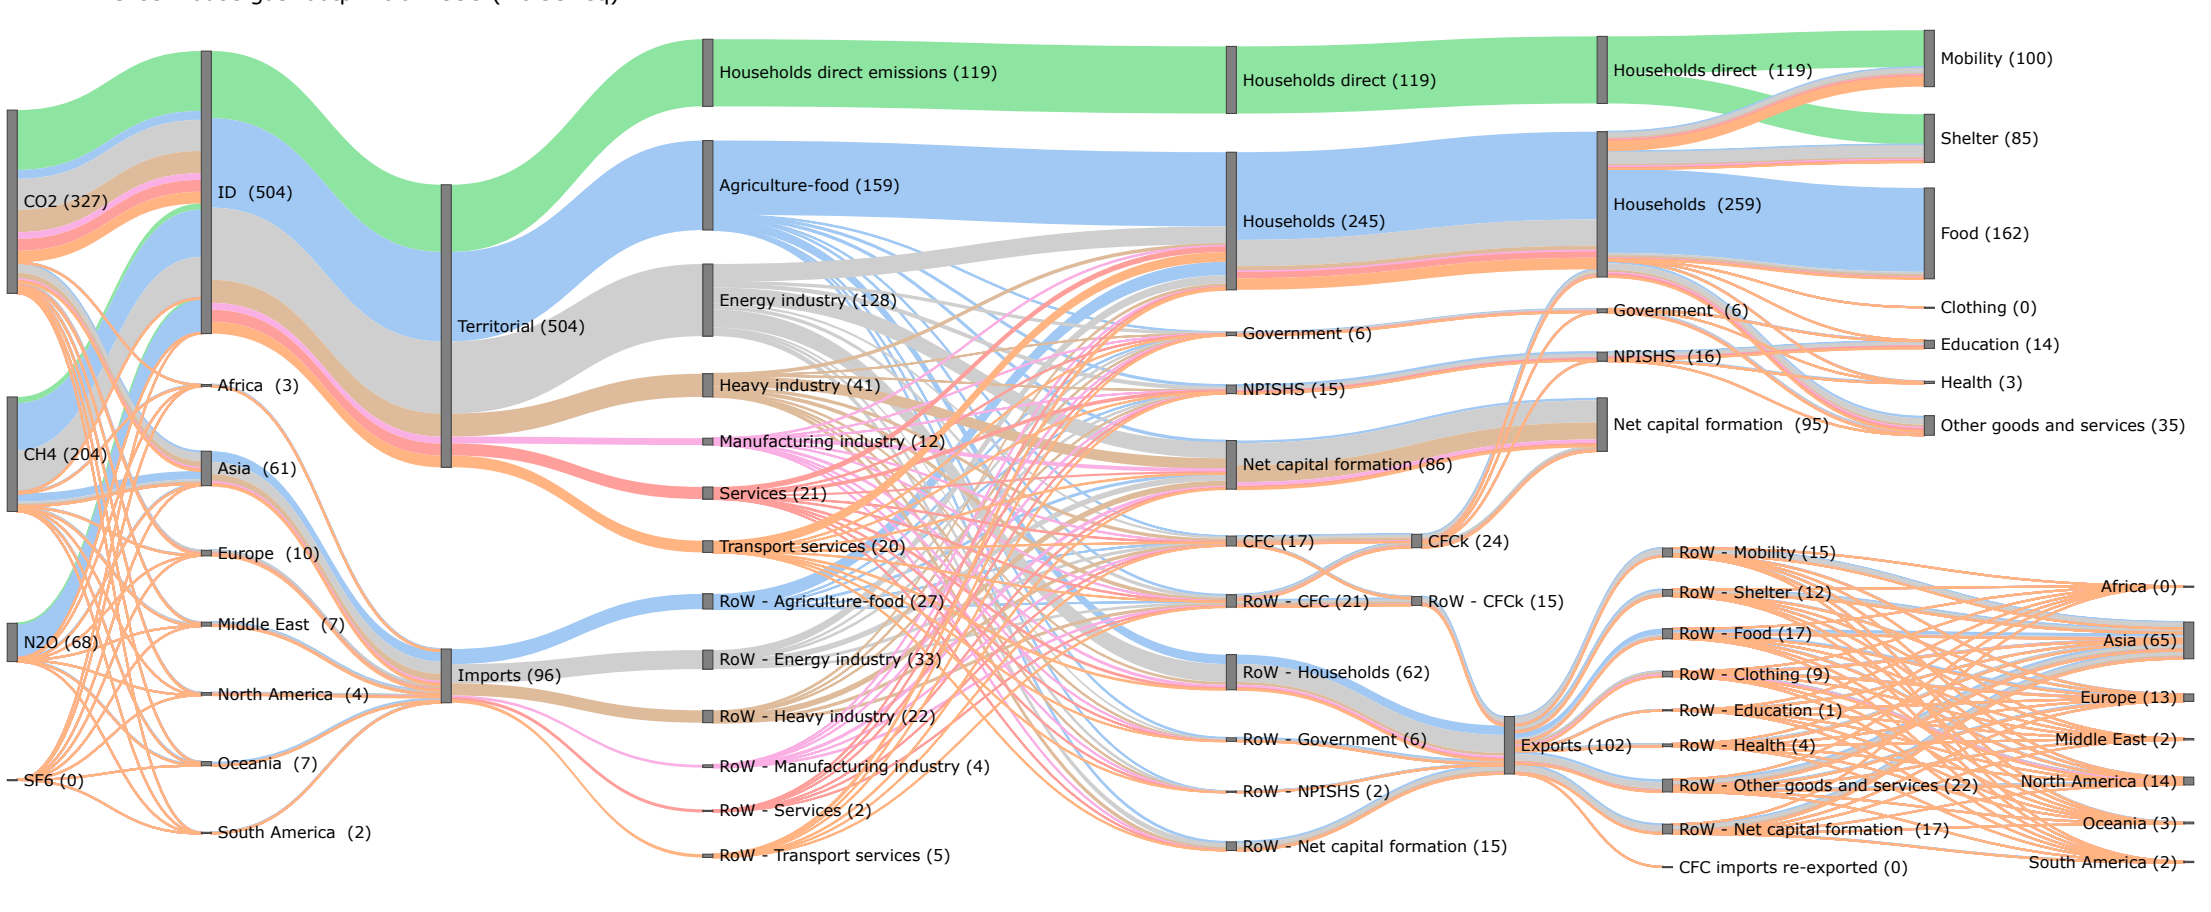 CO2 (327)
CH4 (204)
N2O (68)
SF6 (0)
ID  (504)
Africa  (3)
Asia  (61)
Europe  (10)
Middle East  (7)
North America  (4)
Oceania  (7)
South America  (2)
Territorial (504)
Imports (96)
Households direct emissions (119)
Agriculture-food (159)
Energy industry (128)
Heavy industry (41)
Manufacturing industry (12)
Services (21)
Transport services (20)
RoW - Agriculture-food (27)
RoW - Energy industry (33)
RoW - Heavy industry (22)
RoW - Manufacturing industry (4)
RoW - Services (2)
RoW - Transport services (5)
Households direct (119)
Households (245)
Government (6)
NPISHS (15)
Net capital formation (86)
CFC (17)
RoW - CFC (21)
RoW - Households (62)
RoW - Government (6)
RoW - NPISHS (2)
RoW - Net capital formation (15)
CFCk (24)
RoW - CFCk (15)
Exports (102)
Households direct  (119)
Households  (259)
Government  (6)
NPISHS  (16)
Net capital formation  (95)
RoW - Mobility (15)
RoW - Shelter (12)
RoW - Food (17)
RoW - Clothing (9)
RoW - Education (1)
RoW - Health (4)
RoW - Other goods and services (22)
RoW - Net capital formation  (17)
CFC imports re-exported (0)
Mobility (100)
Shelter (85)
Food (162)
Clothing (0)
Education (14)
Health (3)
Other goods and services (35)
Africa (0)
Asia (65)
Europe (13)
Middle East (2)
North America (14)
Oceania (3)
South America (2)